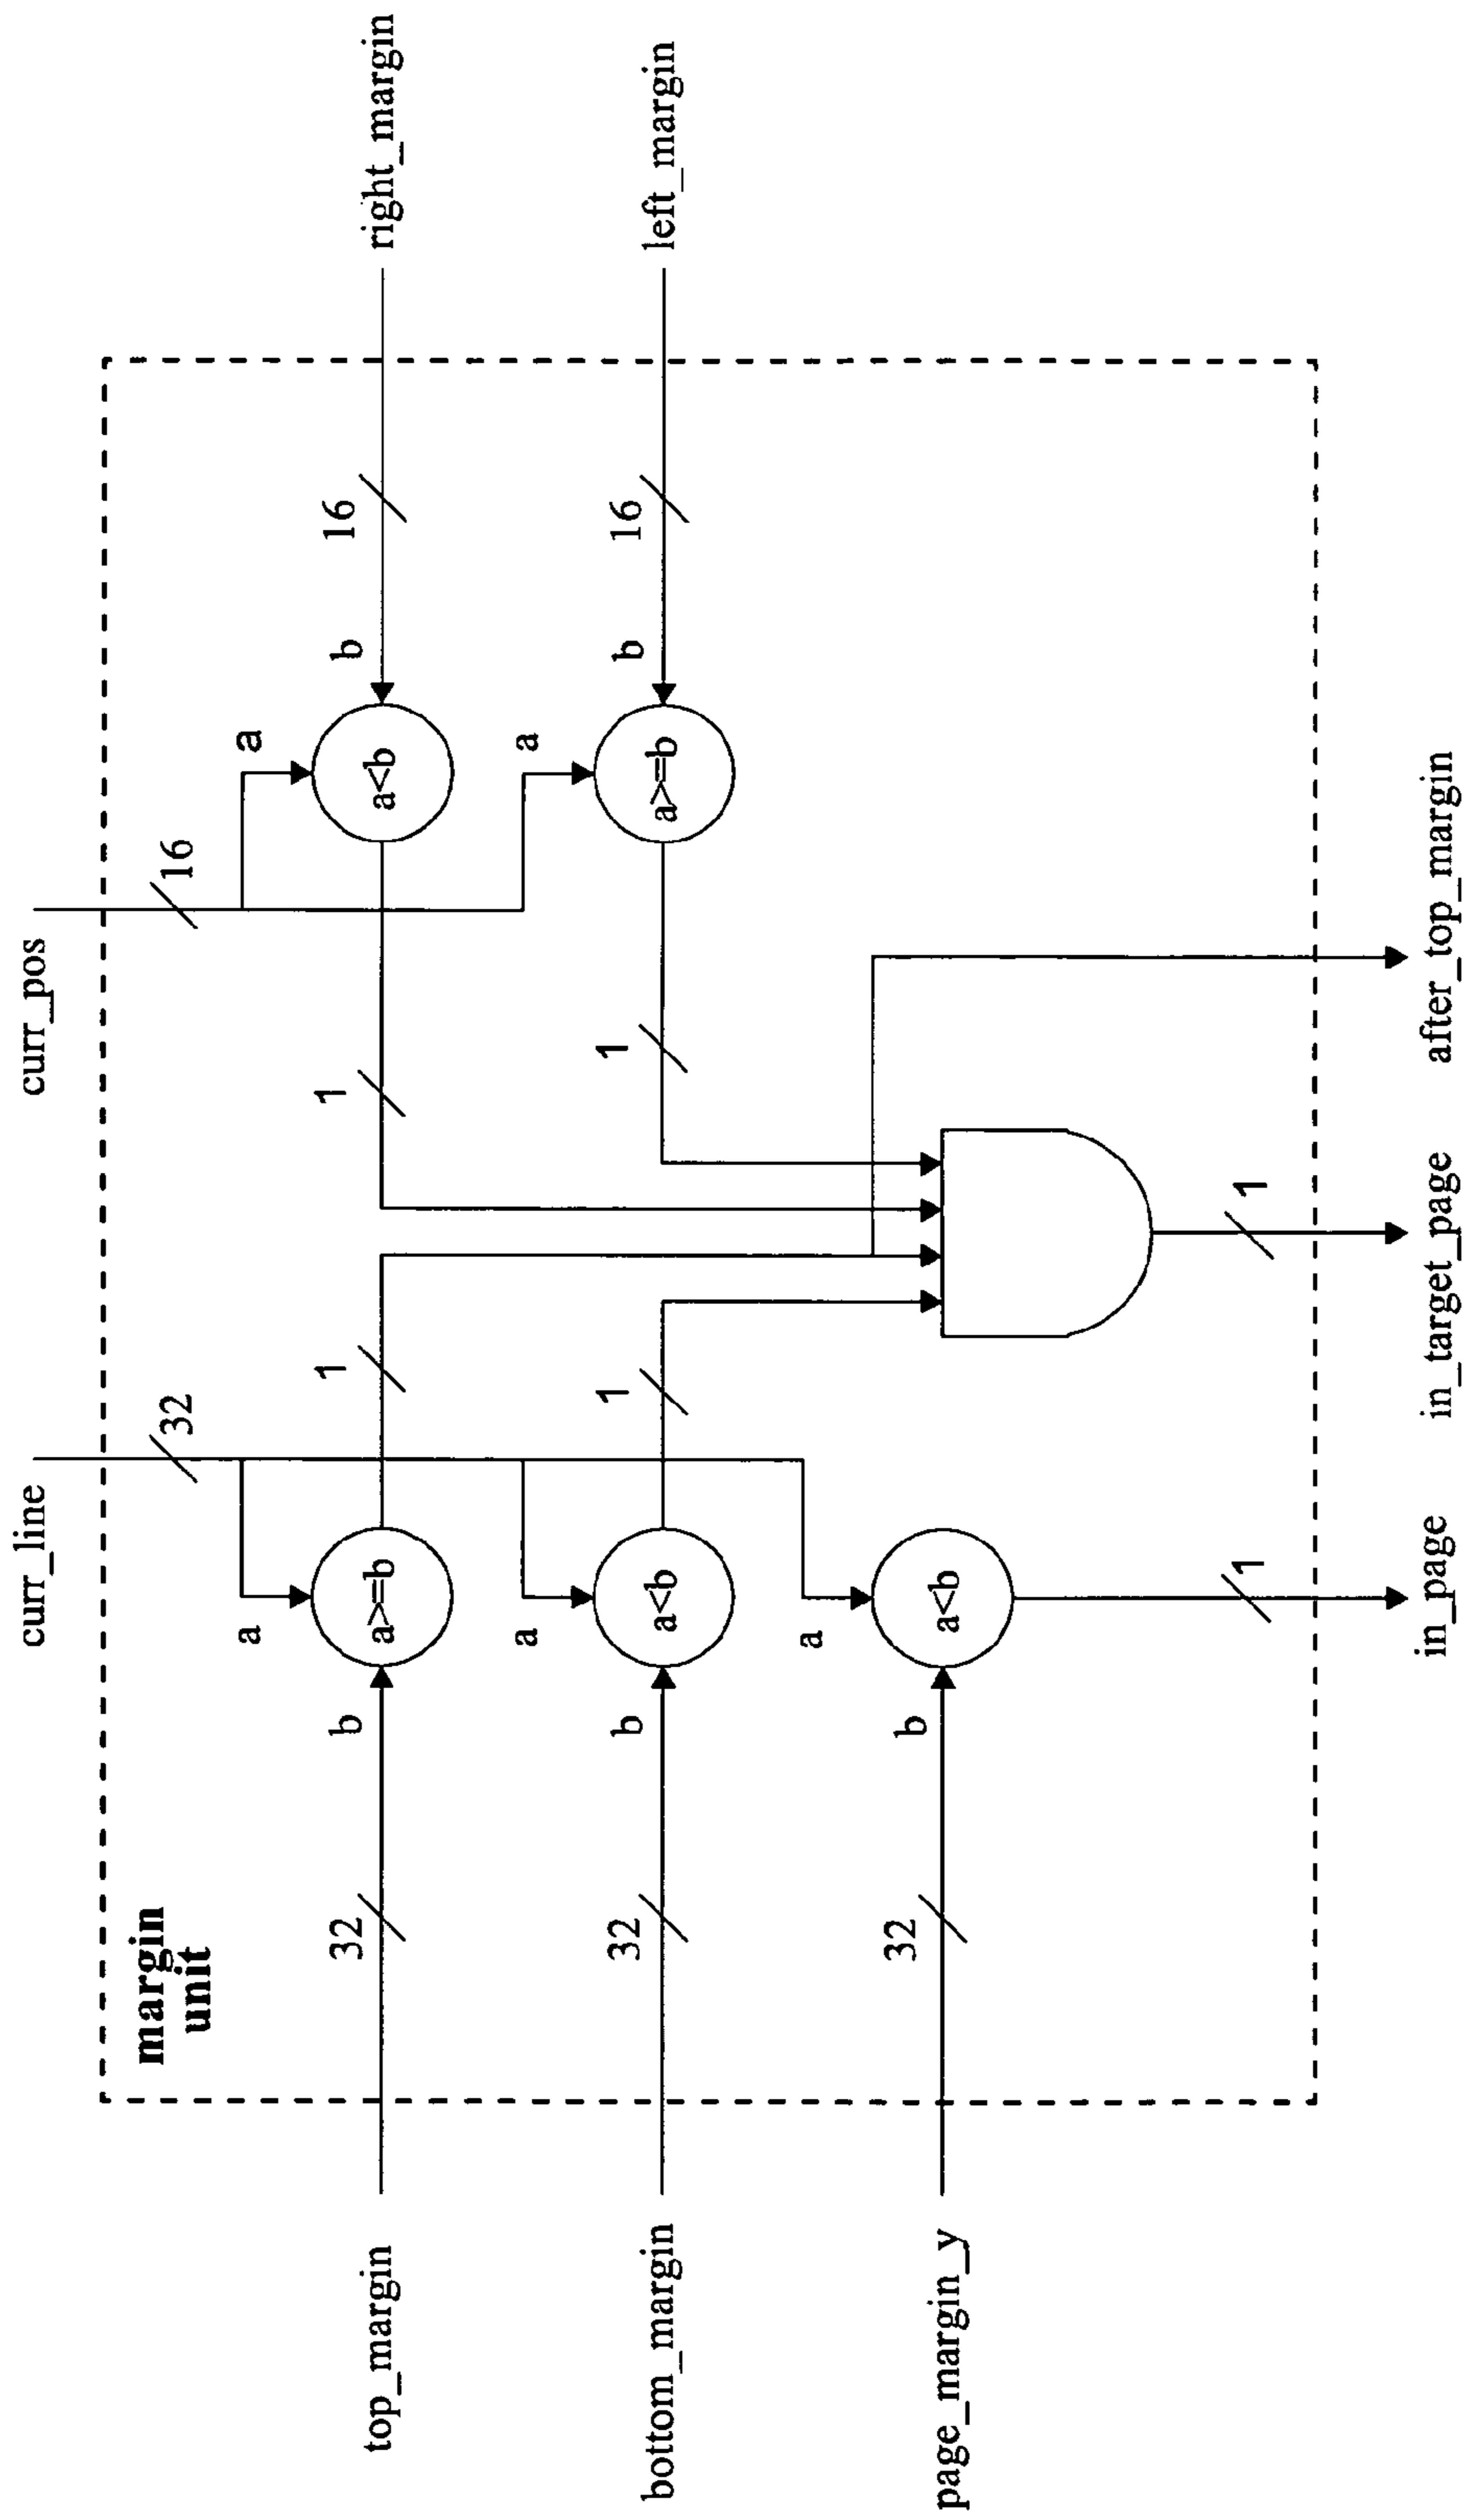 curr_line curr_pos
margin 32 16
unit
a a
32 b 1 1 b 16
top_margin a>=b a<b right_margin
a a
32 b 1 1 b 16
bottom_margin a<b a>=b left_margin
a
32 b
page_margin_y a<b
1 1
in_page in_target_page after_top_margin